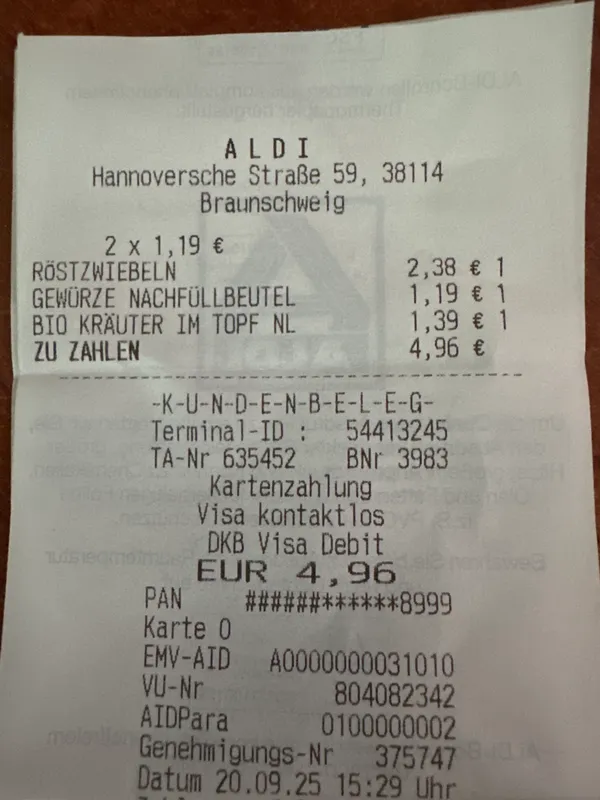 ALDI
Hannoversche Straße 59, 38114
Braunschweig
2 x 1,19 €
RÖSTZWIEBELN 2,38 € 1
GEWÜRZE NACHFÜLLBEUTEL 1,19 € 1
BIO KRÄUTER IM TOPF NL 1,39 € 1
ZU ZAHLEN 4,96 €
-K-U-N-D-E-N-B-E-L-E-G-
Terminal-ID : 54413245
TA-Nr 635452 BNr 3983
Kartenzahlung
Visa kontaktlos
DKB Visa Debit
EUR 4,96
PAN ######******8999
Karte 0
EMV-AID A0000000031010
VU-Nr 804082342
AIDPara 0100000002
Genehmigungs-Nr 375747
Datum 20.09.25 15:29 Uhr